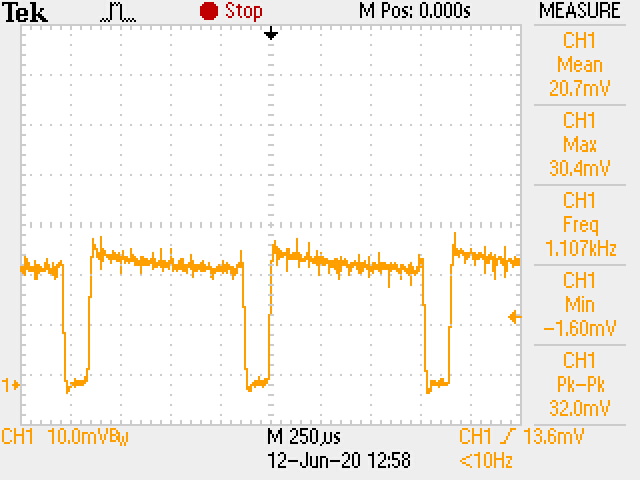 Tek Stop M Pos: 0.000s MEASURE
CH1
Mean
20.7mV
CH1
Max
30.4mV
CH1
Freq
1.107kHz
CH1
Min
-1.60mV
CH1
Pk-Pk
32.0mV
1
CH1 10.0mVBw M 250µs CH1 13.6mV
12-Jun-20 12:58 <10Hz